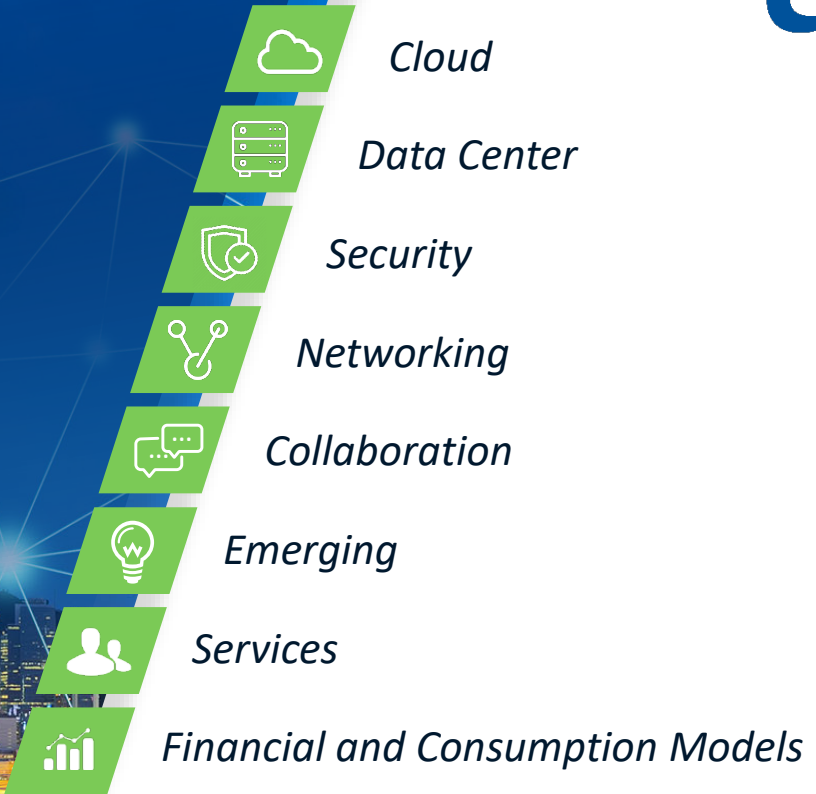 Cloud
Data Center
Security
Networking
Collaboration
Emerging
Services
Financial and Consumption Models